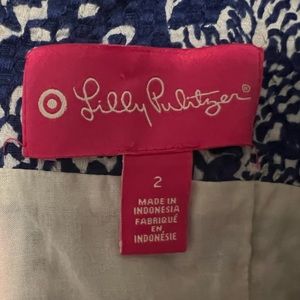 Lilly Pulitzer®
2
MADE IN
INDONESIA
FABRIQUÉ
EN
INDONÉSIE